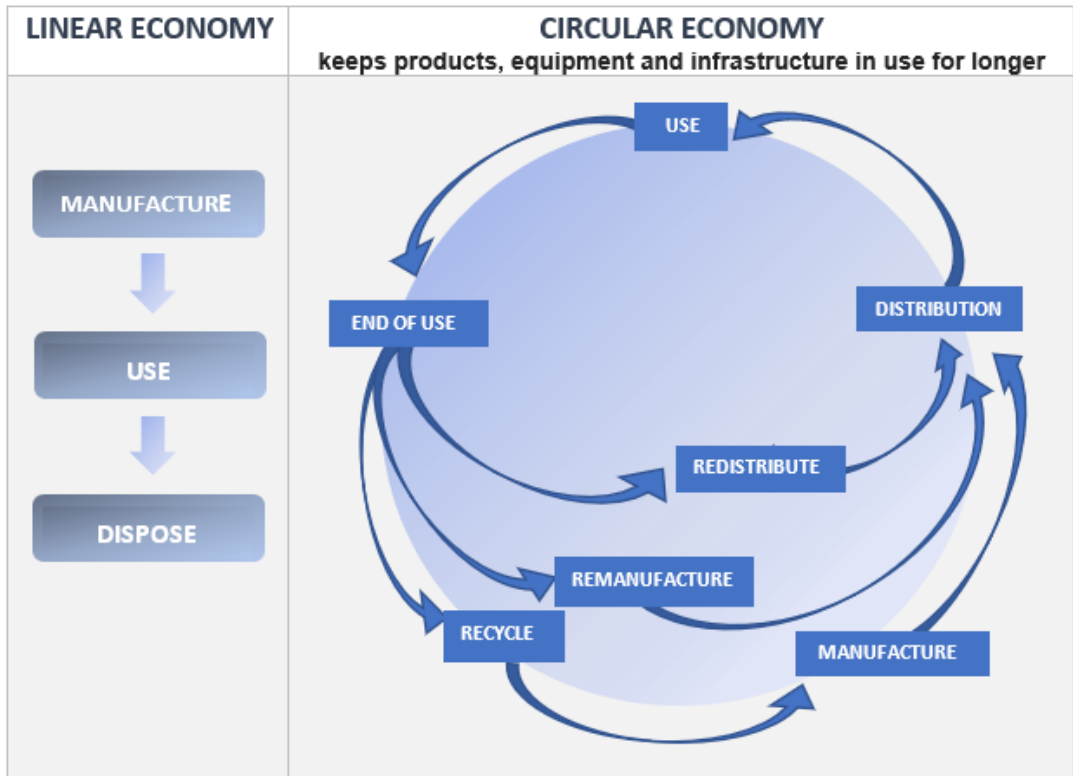 LINEAR ECONOMY
CIRCULAR ECONOMY
keeps products, equipment and infrastructure in use for longer
MANUFACTURE
USE
DISPOSE
USE
END OF USE
DISTRIBUTION
REDISTRIBUTE
REMANUFACTURE
RECYCLE
MANUFACTURE